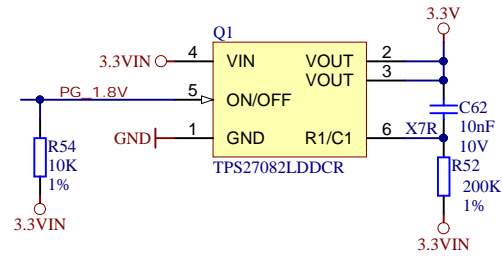 3.3V
Q1
3.3VIN
4
VIN
VOUT
2
VOUT
3
PG_1.8V
5
ON/OFF
C62
10nF
10V
GND
1
GND
R1/C1
6
X7R
TPS27082LDDCR
R54
10K
1%
R52
200K
1%
3.3VIN
3.3VIN